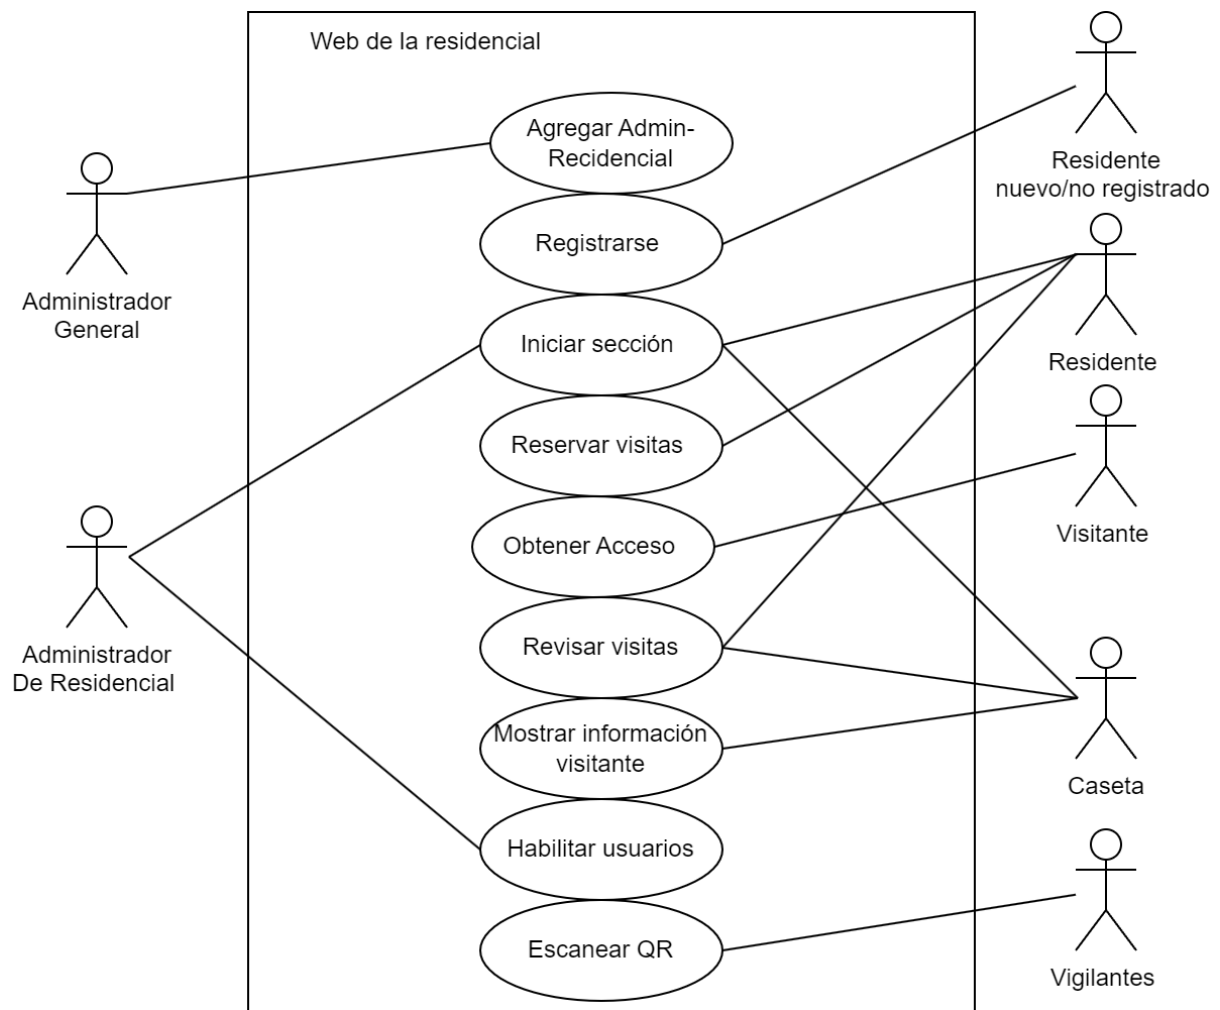 Web de la residencial
Agregar Admin-
Recidencial
Registrarse
Iniciar sección
Reservar visitas
Obtener Acceso
Revisar visitas
Mostrar información
visitante
Habilitar usuarios
Escanear QR
Administrador
General
Administrador
De Residencial
Residente
nuevo/no registrado
Residente
Visitante
Caseta
Vigilantes